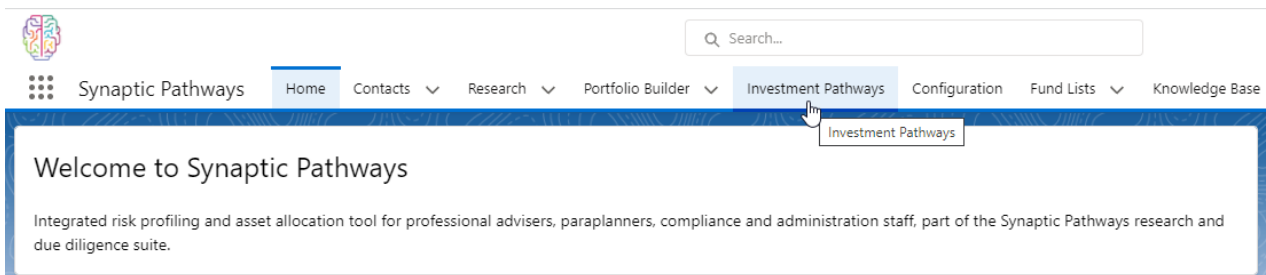 Search...
Synaptic Pathways Home Contacts Research Portfolio Builder Investment Pathways Configuration Fund Lists Knowledge Base
Investment Pathways
Welcome to Synaptic Pathways
Integrated risk profiling and asset allocation tool for professional advisers, paraplanners, compliance and administration staff, part of the Synaptic Pathways research and
due diligence suite.